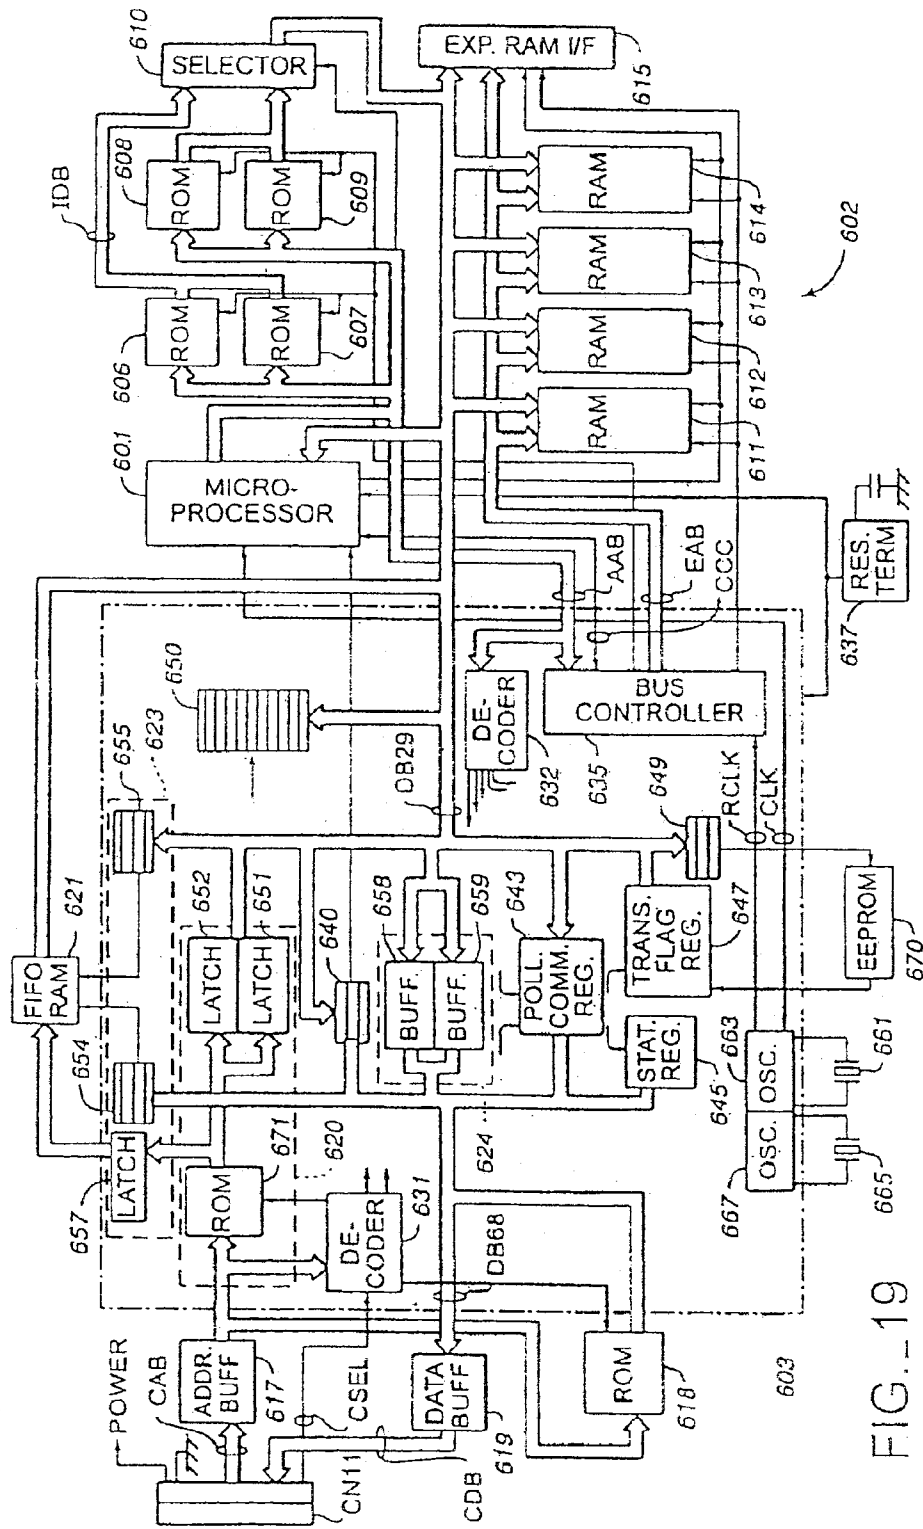 610
SELECTOR
EXP. RAM I/F
615
IDB
608
ROM
ROM
609
606
ROM
ROM
607
RAM
RAM
RAM
RAM
614
613
612
611
602
601
MICRO-
PROCESSOR
AAB
EAB
CCC
RES.
TERM
637
650
655
623
DB29
DE-
CODER
632
BUS
CONTROLLER
635
649
RCLK
CLK
621
FIFO
RAM
652
651
LATCH
LATCH
640
658
659
BUFF.
BUFF.
643
POLL.
COMM.
REG.
TRANS.
FLAG
REG.
647
EEPROM
670
654
657
LATCH
671
ROM
620
624
STAT.
REG.
645
663
OSC.
OSC.
667
661
665
631
DE-
CODER
DB68
POWER
CAB
ADDR.
BUFF
617
CSEL
CN11
DATA
BUFF
619
CDB
ROM
618
603
FIG._19